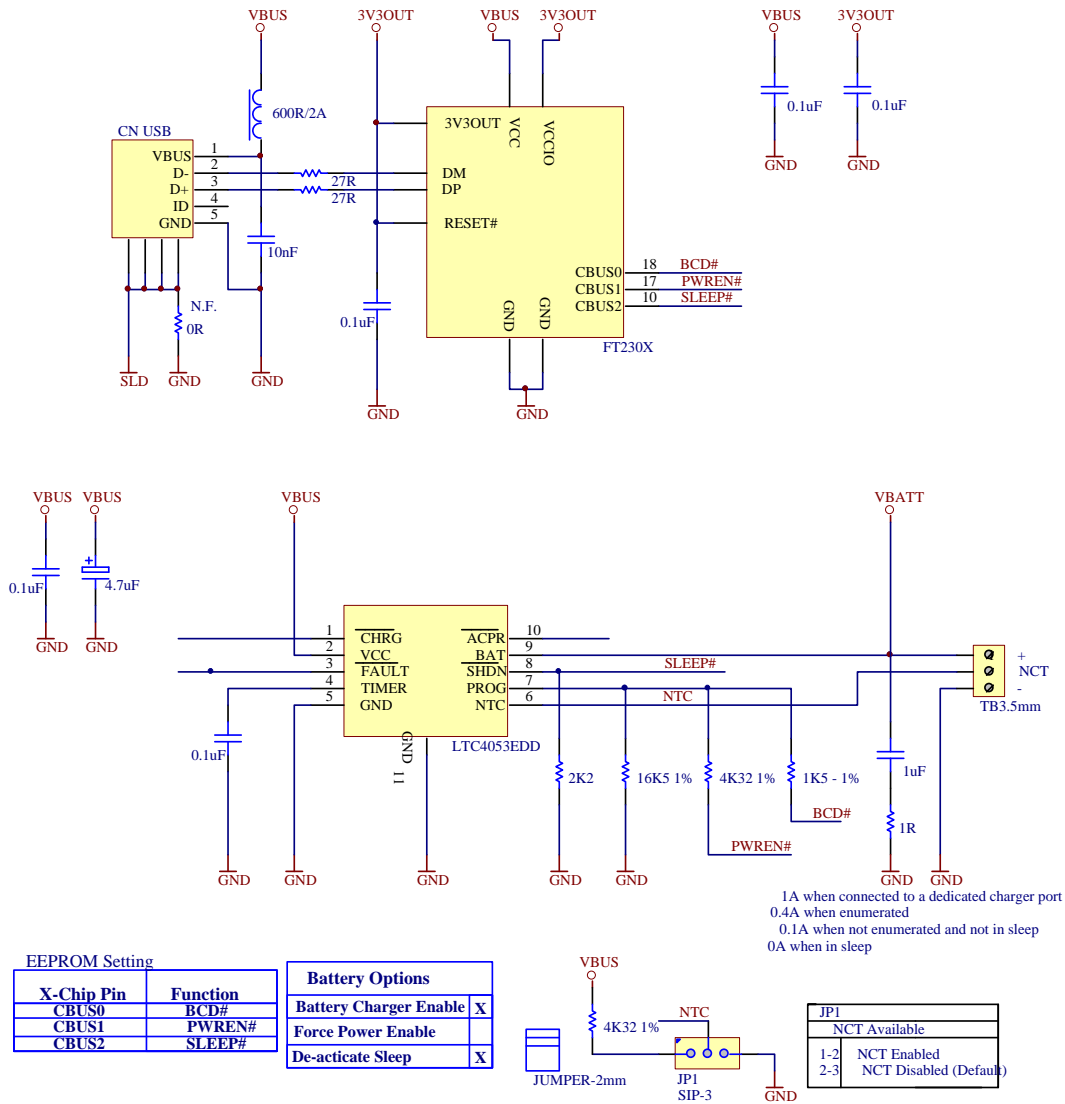 VBUS
3V3OUT
VBUS
3V3OUT
VBUS
3V3OUT
600R/2A
0.1uF
0.1uF
GND
GND
CN USB
VBUS 1
D- 2
D+ 3
ID 4
GND 5
27R
27R
10nF
N.F.
0R
SLD
GND
GND
0.1uF
GND
3V3OUT
VCC
VCCIO
DM
DP
RESET#
CBUS0 18 BCD#
CBUS1 17 PWREN#
CBUS2 10 SLEEP#
GND
GND
FT230X
GND
VBUS
VBUS
0.1uF
4.7uF
GND
GND
VBUS
VBATT
1 CHRG
2 VCC
3 FAULT
4 TIMER
5 GND
ACPR 10
BAT 9
SHDN 8
PROG 7
NTC 6
GND
11
LTC4053EDD
SLEEP#
NTC
+
NCT
-
TB3.5mm
0.1uF
2K2
16K5 1%
4K32 1%
1K5 - 1%
1uF
BCD#
1R
PWREN#
GND
GND
GND
GND
GND
GND
GND
1A when connected to a dedicated charger port
0.4A when enumerated
0.1A when not enumerated and not in sleep
0A when in sleep
EEPROM Setting
X-Chip Pin Function
CBUS0 BCD#
CBUS1 PWREN#
CBUS2 SLEEP#
Battery Options
Battery Charger Enable X
Force Power Enable
De-acticate Sleep X
VBUS
4K32 1%
NTC
JUMPER-2mm
JP1
SIP-3
GND
JP1
NCT Available
1-2 NCT Enabled
2-3 NCT Disabled (Default)